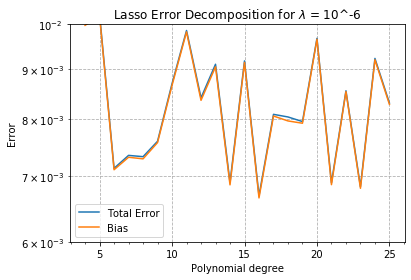 Lasso Error Decomposition for λ = 10^-6
10⁻²
9 × 10⁻³
8 × 10⁻³
7 × 10⁻³
6 × 10⁻³
Error
Total Error
Bias
5 10 15 20 25
Polynomial degree